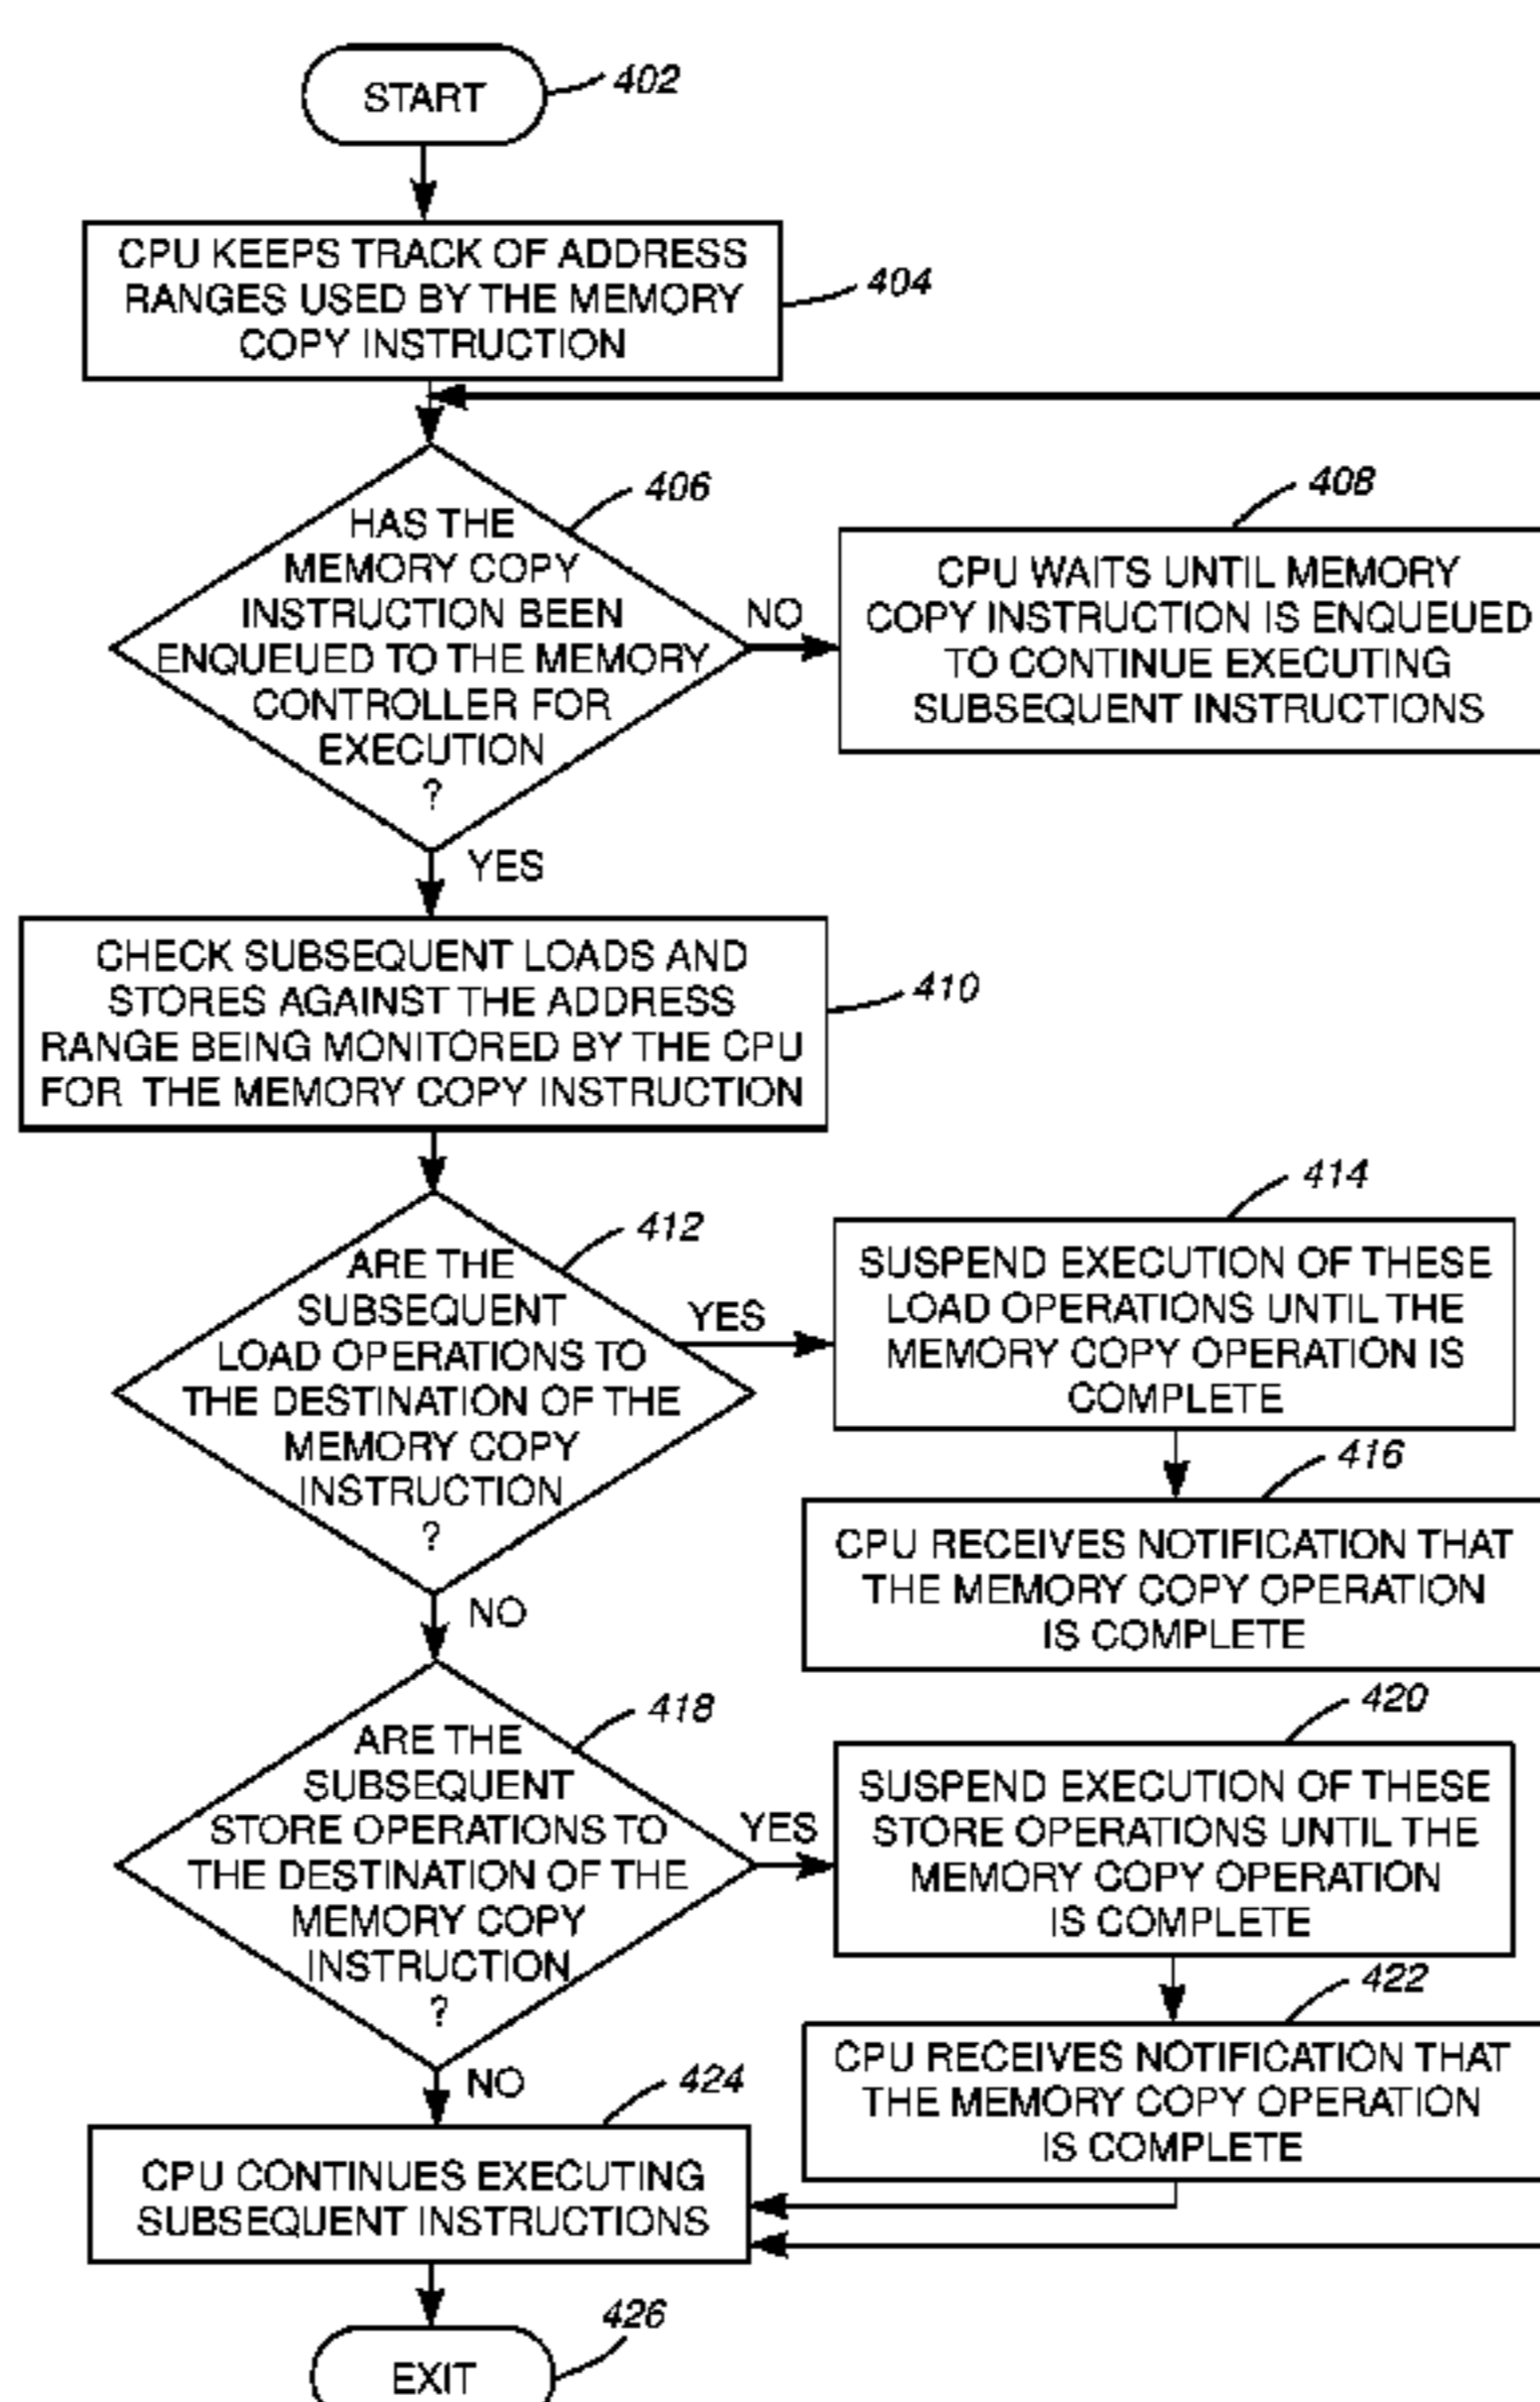 START
402
CPU KEEPS TRACK OF ADDRESS
RANGES USED BY THE MEMORY
COPY INSTRUCTION
404
HAS THE
MEMORY COPY
INSTRUCTION BEEN
ENQUEUED TO THE MEMORY
CONTROLLER FOR
EXECUTION
?
406
NO
408
CPU WAITS UNTIL MEMORY
COPY INSTRUCTION IS ENQUEUED
TO CONTINUE EXECUTING
SUBSEQUENT INSTRUCTIONS
YES
CHECK SUBSEQUENT LOADS AND
STORES AGAINST THE ADDRESS
RANGE BEING MONITORED BY THE CPU
FOR THE MEMORY COPY INSTRUCTION
410
ARE THE
SUBSEQUENT
LOAD OPERATIONS TO
THE DESTINATION OF THE
MEMORY COPY
INSTRUCTION
?
412
YES
414
SUSPEND EXECUTION OF THESE
LOAD OPERATIONS UNTIL THE
MEMORY COPY OPERATION IS
COMPLETE
416
CPU RECEIVES NOTIFICATION THAT
THE MEMORY COPY OPERATION
IS COMPLETE
NO
ARE THE
SUBSEQUENT
STORE OPERATIONS TO
THE DESTINATION OF THE
MEMORY COPY
INSTRUCTION
?
418
YES
420
SUSPEND EXECUTION OF THESE
STORE OPERATIONS UNTIL THE
MEMORY COPY OPERATION
IS COMPLETE
422
CPU RECEIVES NOTIFICATION THAT
THE MEMORY COPY OPERATION
IS COMPLETE
NO
424
CPU CONTINUES EXECUTING
SUBSEQUENT INSTRUCTIONS
426
EXIT